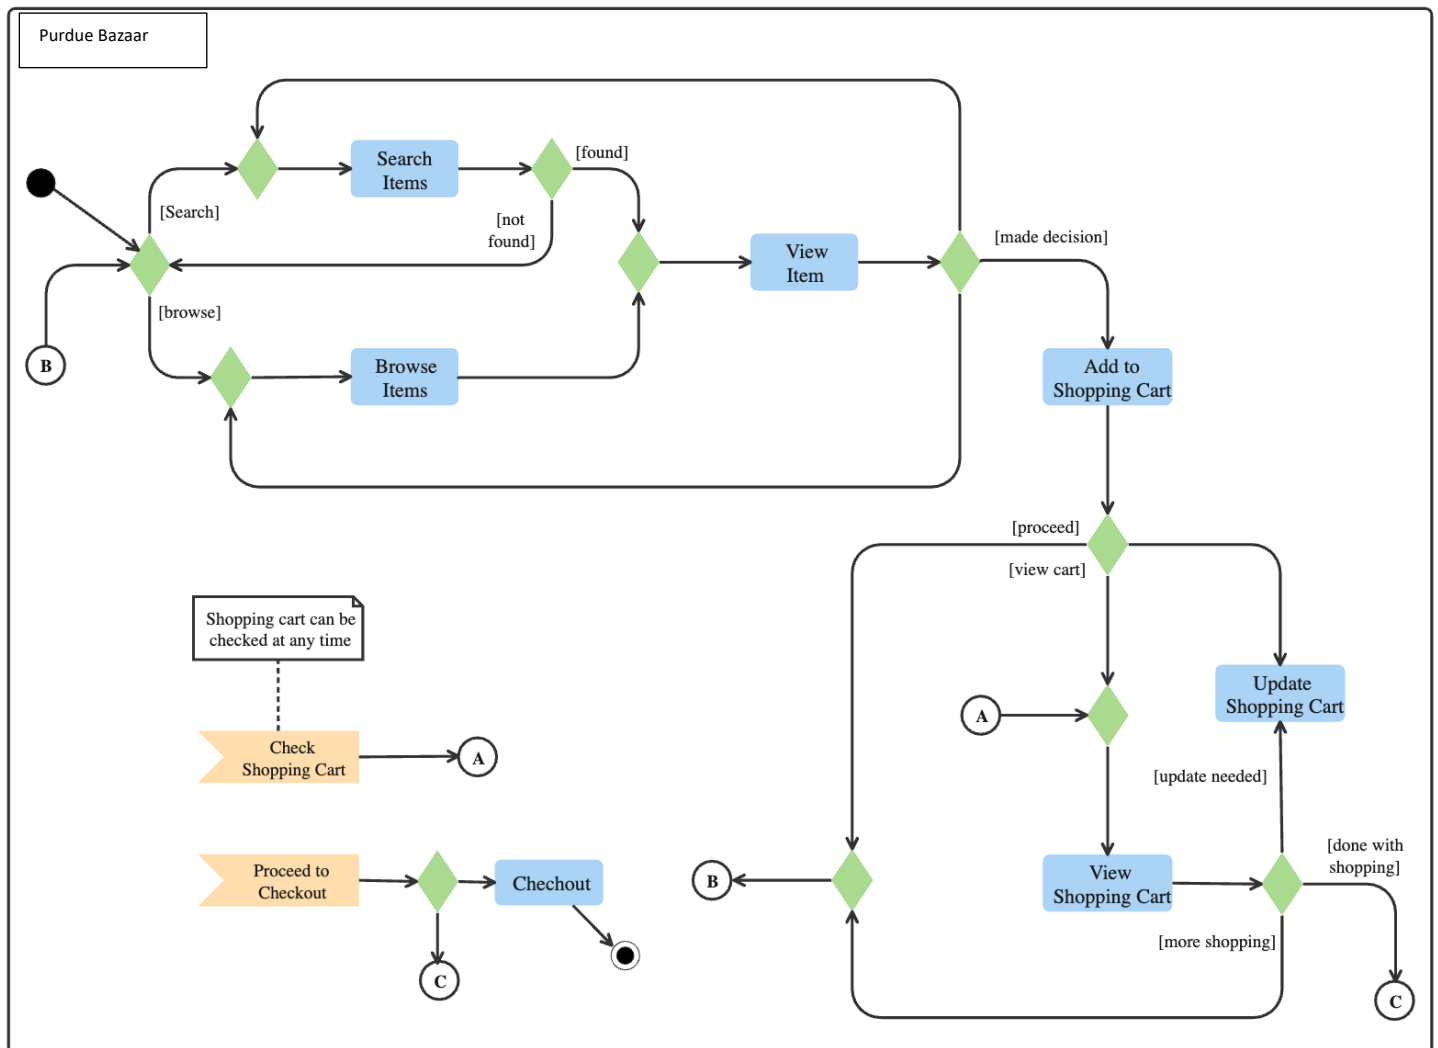 Purdue Bazaar
Search
Items
[found]
[Search]
[not
found]
[made decision]
View
Item
[browse]
B
Browse
Items
Add to
Shopping Cart
[proceed]
[view cart]
Shopping cart can be
checked at any time
Update
Shopping Cart
A
Check
Shopping Cart
A
[update needed]
[done with
shopping]
Proceed to
Checkout
Chechout
B
View
Shopping Cart
[more shopping]
C
C